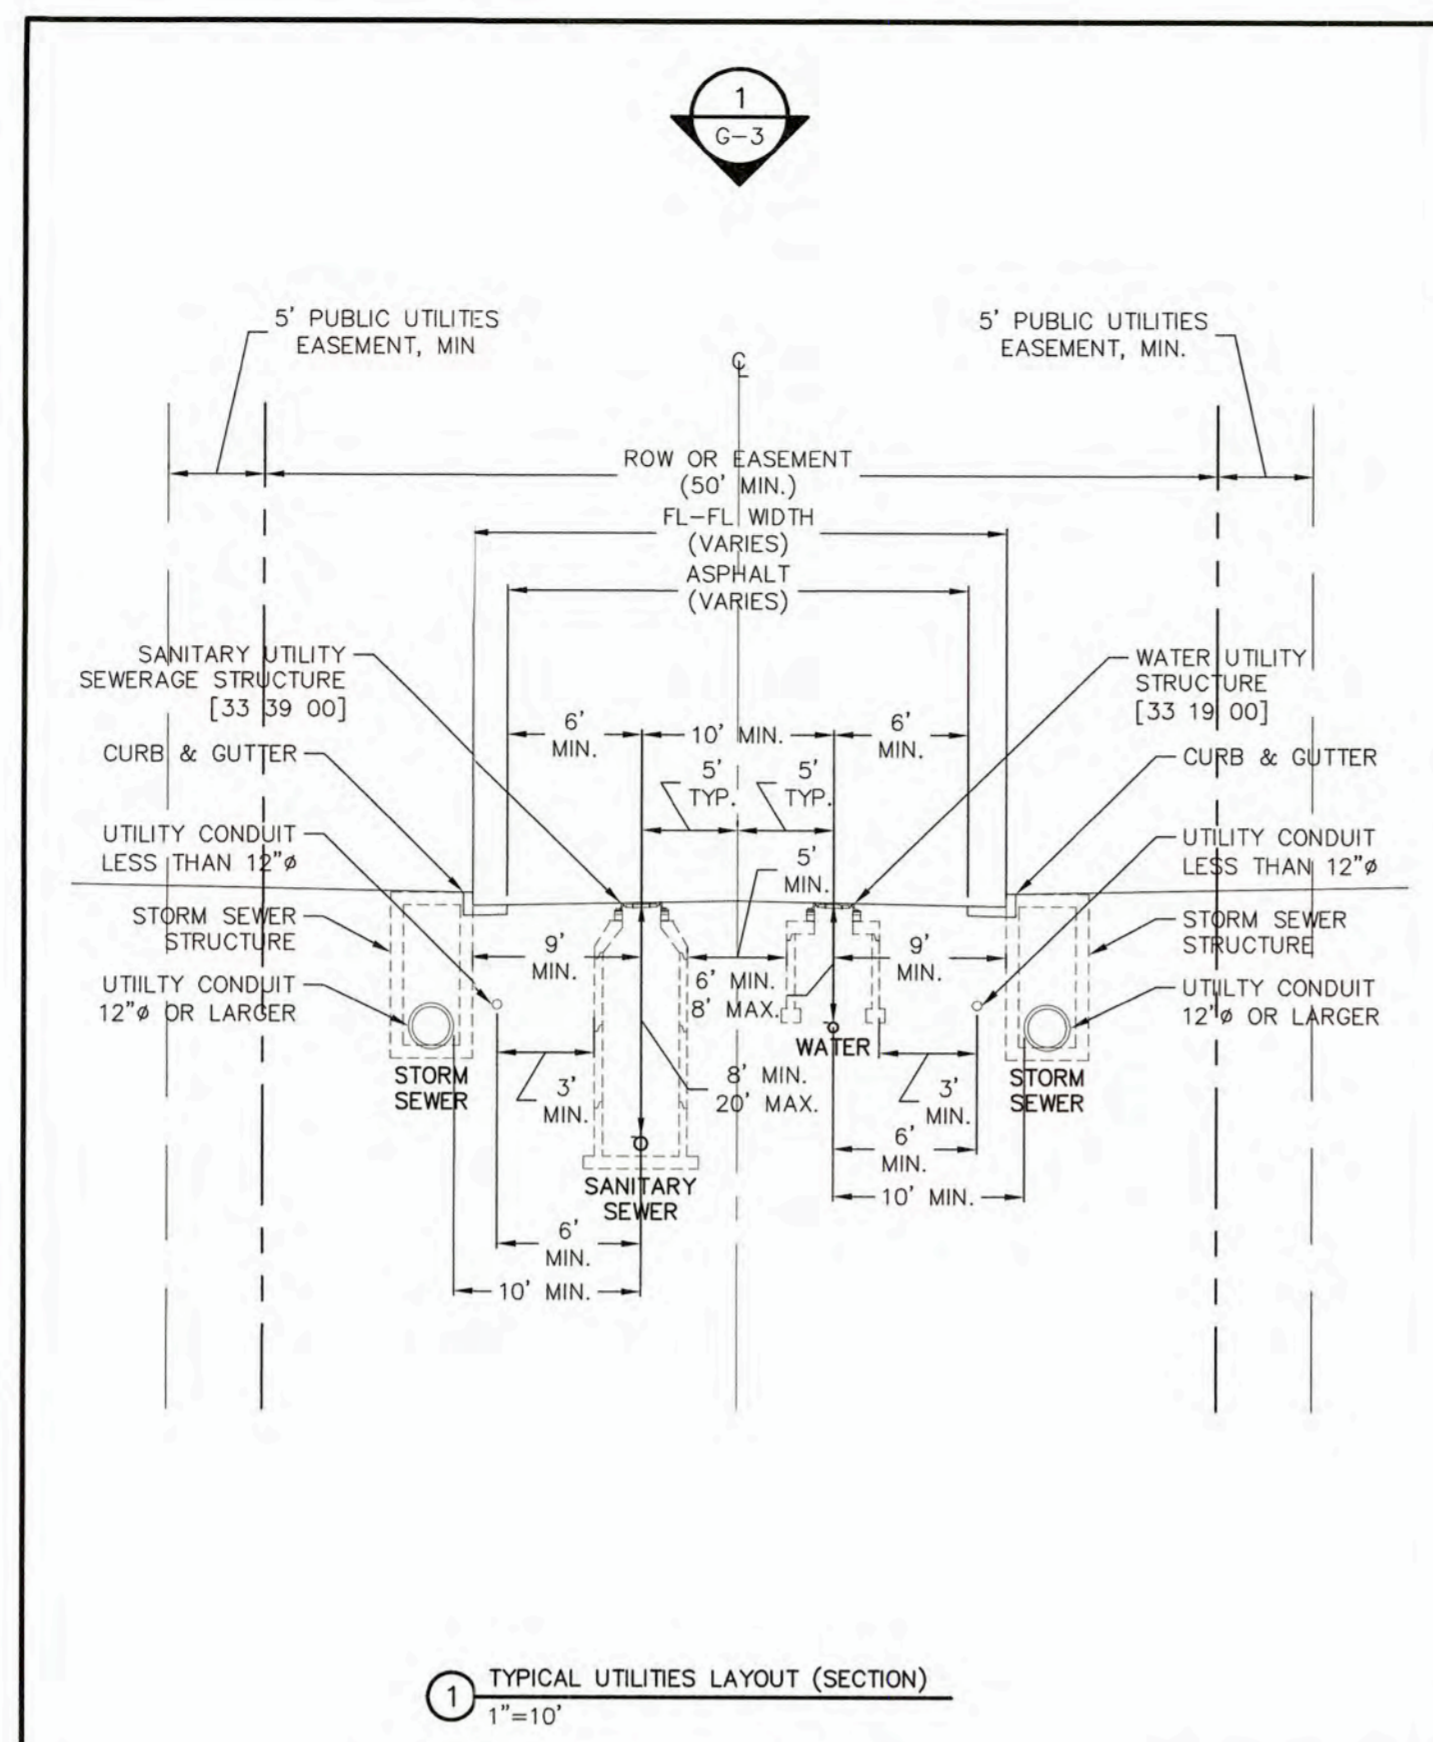 1
G-3
5' PUBLIC UTILITIES
EASEMENT, MIN
5' PUBLIC UTILITIES
EASEMENT, MIN.
℄
ROW OR EASEMENT
(50' MIN.)
FL-FL WIDTH
(VARIES)
ASPHALT
(VARIES)
SANITARY UTILITY
SEWERAGE STRUCTURE
[33 39 00]
WATER UTILITY
STRUCTURE
[33 19 00]
6'
MIN.
10' MIN.
6'
MIN.
CURB & GUTTER
CURB & GUTTER
5'
TYP.
5'
TYP.
UTILITY CONDUIT
LESS THAN 12"ø
5'
MIN.
UTILITY CONDUIT
LESS THAN 12"ø
STORM SEWER
STRUCTURE
STORM SEWER
STRUCTURE
9'
MIN.
6' MIN.
8' MAX.
9'
MIN.
UTIILTY CONDUIT
12"ø OR LARGER
UTIILTY CONDUIT
12'ø OR LARGER
WATER
STORM
SEWER
3'
MIN.
8' MIN.
20' MAX.
3'
MIN.
STORM
SEWER
6'
MIN.
10' MIN.
SANITARY
SEWER
6'
MIN.
10' MIN.
1
TYPICAL UTILITIES LAYOUT (SECTION)
1"=10'